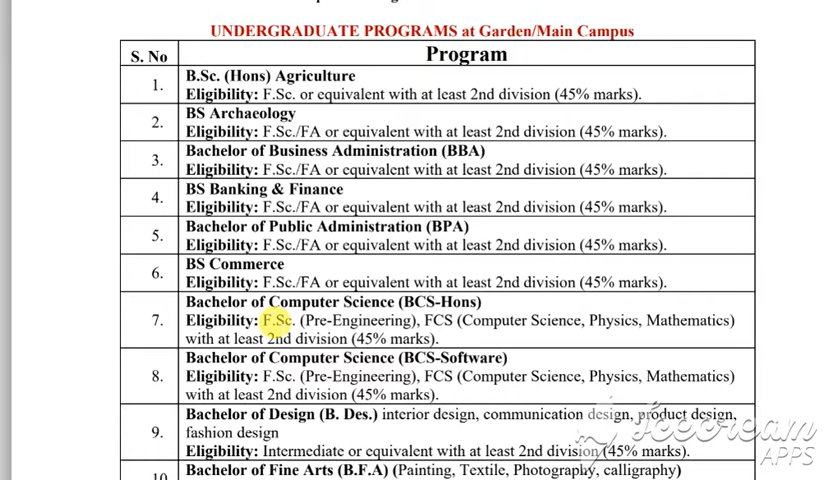 UNDERGRADUATE PROGRAMS at Garden/Main Campus
S. No Program
1. B.Sc. (Hons) Agriculture
Eligibility: F.Sc. or equivalent with at least 2nd division (45% marks).
2. BS Archaeology
Eligibility: F.Sc./FA or equivalent with at least 2nd division (45% marks).
3. Bachelor of Business Administration (BBA)
Eligibility: F.Sc./FA or equivalent with at least 2nd division (45% marks).
4. BS Banking & Finance
Eligibility: F.Sc./FA or equivalent with at least 2nd division (45% marks).
5. Bachelor of Public Administration (BPA)
Eligibility: F.Sc./FA or equivalent with at least 2nd division (45% marks).
6. BS Commerce
Eligibility: F.Sc./FA or equivalent with at least 2nd division (45% marks).
7. Bachelor of Computer Science (BCS-Hons)
Eligibility: F.Sc. (Pre-Engineering), FCS (Computer Science, Physics, Mathematics)
with at least 2nd division (45% marks).
8. Bachelor of Computer Science (BCS-Software)
Eligibility: F.Sc. (Pre-Engineering), FCS (Computer Science, Physics, Mathematics)
with at least 2nd division (45% marks).
9. Bachelor of Design (B. Des.) interior design, communication design, product design,
fashion design
Eligibility: Intermediate or equivalent with at least 2nd division (45% marks).
10 Bachelor of Fine Arts (B.F.A) (Painting, Textile, Photography, calligraphy)
Icecream
APPS